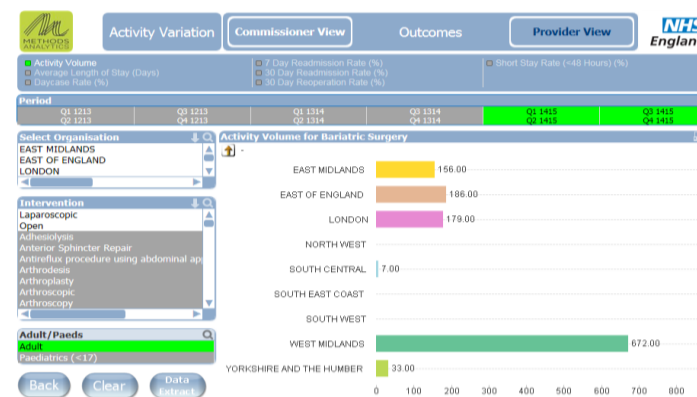 METHODS
ANALYTICS
Activity Variation
Commissioner View
Outcomes
Provider View
NHS
Englan
Activity Volume
Average Length of Stay (Days)
Daycase Rate (%)
7 Day Readmission Rate (%)
30 Day Readmission Rate (%)
30 Day Reoperation Rate (%)
Short Stay Rate (<48 Hours) (%)
Period
Q1 1213 Q3 1213 Q1 1314 Q3 1314 Q1 1415 Q3 1415
Q2 1213 Q4 1213 Q2 1314 Q4 1314 Q2 1415 Q4 1415
Select Organisation
EAST MIDLANDS
EAST OF ENGLAND
LONDON
Intervention
Laparoscopic
Open
Adhesiolysis
Anterior Sphincter Repair
Antireflux procedure using abdominal ap
Arthrodesis
Arthroplasty
Arthroscopic
Arthroscopy
Adult/Paeds
Adult
Paediatrics (<17)
Back
Clear
Data
Extract
Activity Volume for Bariatric Surgery
-
EAST MIDLANDS 156.00
EAST OF ENGLAND 186.00
LONDON 179.00
NORTH WEST
SOUTH CENTRAL 7.00
SOUTH EAST COAST
SOUTH WEST
WEST MIDLANDS 672.00
YORKSHIRE AND THE HUMBER 33.00
0 100 200 300 400 500 600 700 800